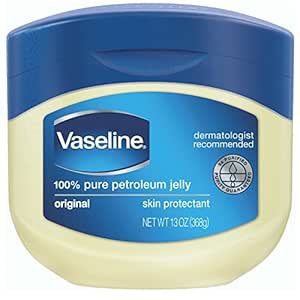 Vaseline®
dermatologist
recommended
100% pure petroleum jelly
original
skin protectant
NET WT 13 OZ (368g)